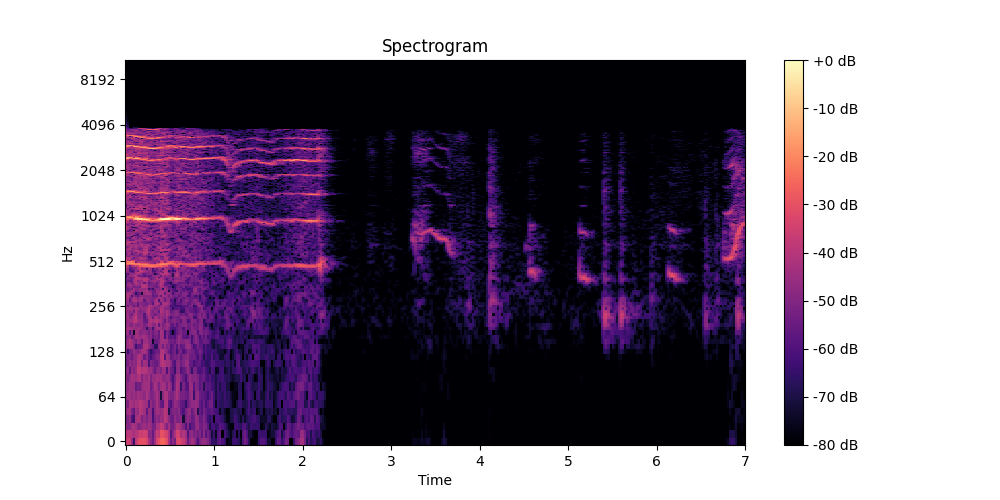 Spectrogram
8192
4096
2048
1024
512
256
128
64
0
Hz
0 1 2 3 4 5 6 7
Time
+0 dB
-10 dB
-20 dB
-30 dB
-40 dB
-50 dB
-60 dB
-70 dB
-80 dB